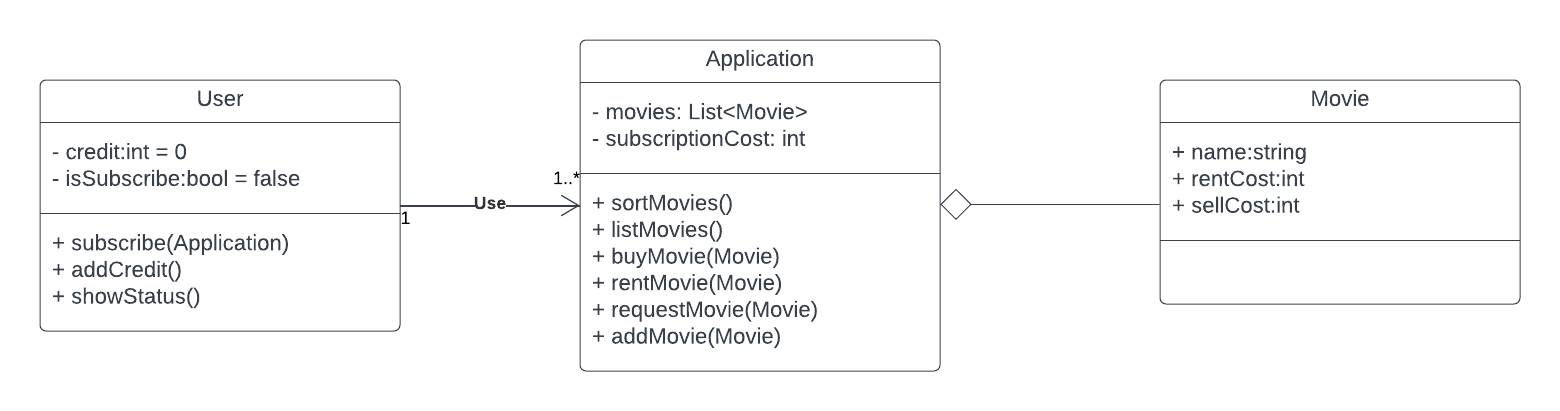 User
- credit:int = 0
- isSubscribe:bool = false
+ subscribe(Application)
+ addCredit()
+ showStatus()
1
Use
1..*
Application
- movies: List<Movie>
- subscriptionCost: int
+ sortMovies()
+ listMovies()
+ buyMovie(Movie)
+ rentMovie(Movie)
+ requestMovie(Movie)
+ addMovie(Movie)
Movie
+ name:string
+ rentCost:int
+ sellCost:int